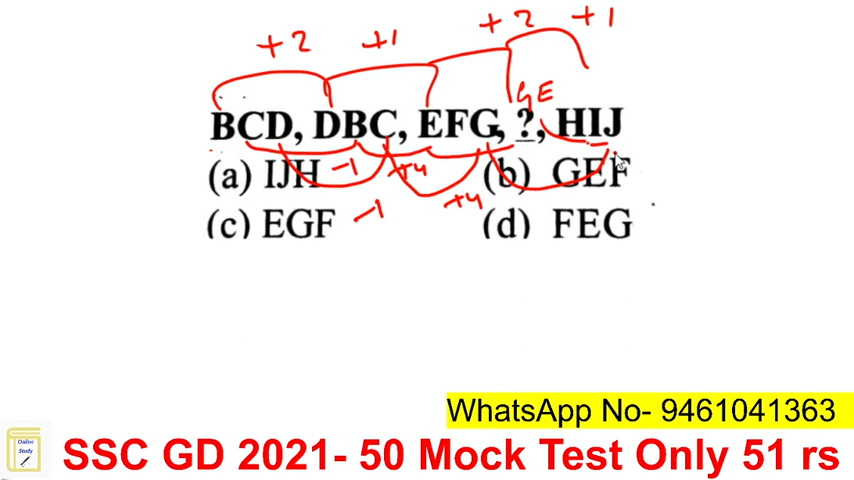 +2 +1 +2 +1
GE
BCD, DBC, EFG, ?, HIJ
(a) IJH -1 +4 (b) GEF
(c) EGF -1 +4 (d) FEG
WhatsApp No- 9461041363
Online
Study
SSC GD 2021- 50 Mock Test Only 51 rs